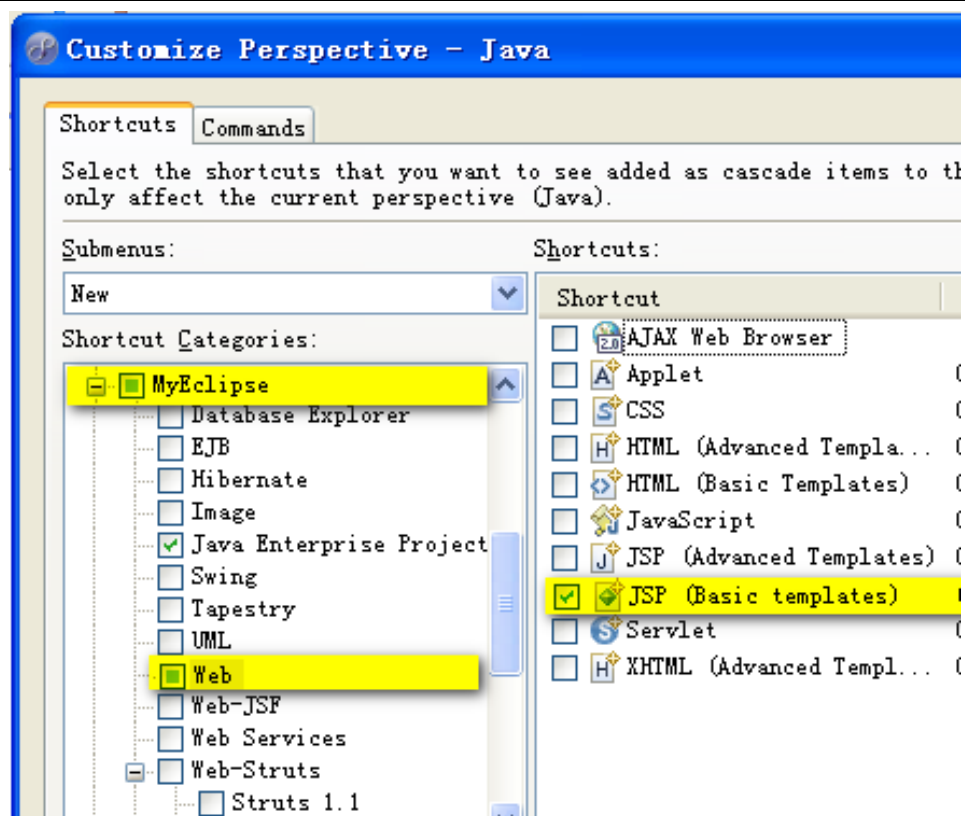 Customize Perspective - Java
Shortcuts
Commands
Select the shortcuts that you want to see added as cascade items to th
only affect the current perspective (Java).
Submenus:
Shortcuts:
New
Shortcut
Shortcut Categories:
MyEclipse
Database Explorer
EJB
Hibernate
Image
Java Enterprise Project
Swing
Tapestry
UML
Web
Web-JSF
Web Services
Web-Struts
Struts 1.1
2.0 AJAX Web Browser
A Applet
S CSS
H HTML (Advanced Templa...
HTML (Basic Templates)
JavaScript
J JSP (Advanced Templates)
JSP (Basic templates)
S Servlet
H XHTML (Advanced Templ...